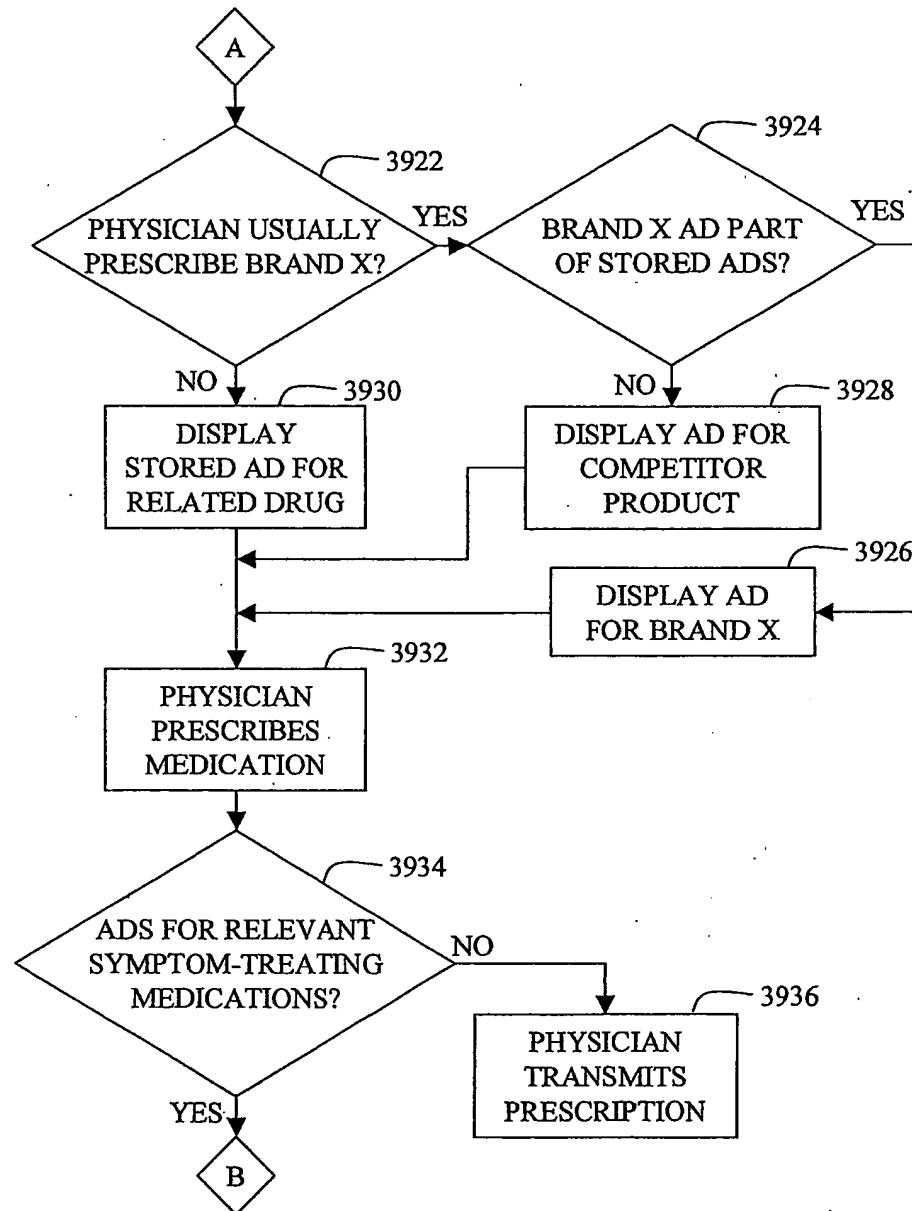 A
3922
PHYSICIAN USUALLY
PRESCRIBE BRAND X?
YES
3924
BRAND X AD PART
OF STORED ADS?
YES
NO
3930
DISPLAY
STORED AD FOR
RELATED DRUG
NO
3928
DISPLAY AD FOR
COMPETITOR
PRODUCT
3926
DISPLAY AD
FOR BRAND X
3932
PHYSICIAN
PRESCRIBES
MEDICATION
3934
ADS FOR RELEVANT
SYMPTOM-TREATING
MEDICATIONS?
NO
3936
PHYSICIAN
TRANSMITS
PRESCRIPTION
YES
B